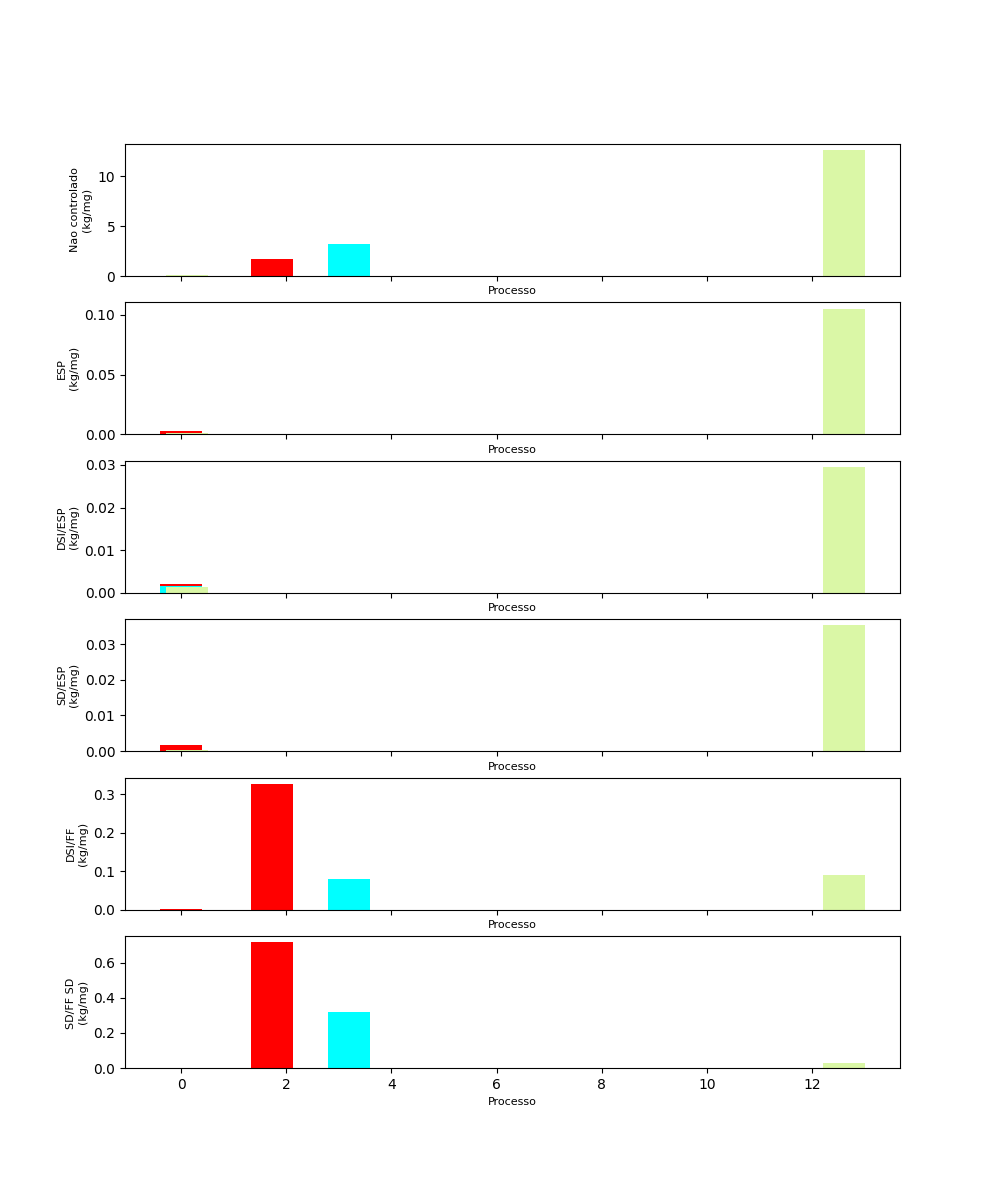 Nao controlado
(kg/mg)
10
5
0
Processo
ESP
(kg/mg)
0.10
0.05
0.00
Processo
DSI/ESP
(kg/mg)
0.03
0.02
0.01
0.00
Processo
SD/ESP
(kg/mg)
0.03
0.02
0.01
0.00
Processo
DSI/FF
(kg/mg)
0.3
0.2
0.1
0.0
Processo
SD/FF SD
(kg/mg)
0.6
0.4
0.2
0.0
0 2 4 6 8 10 12
Processo